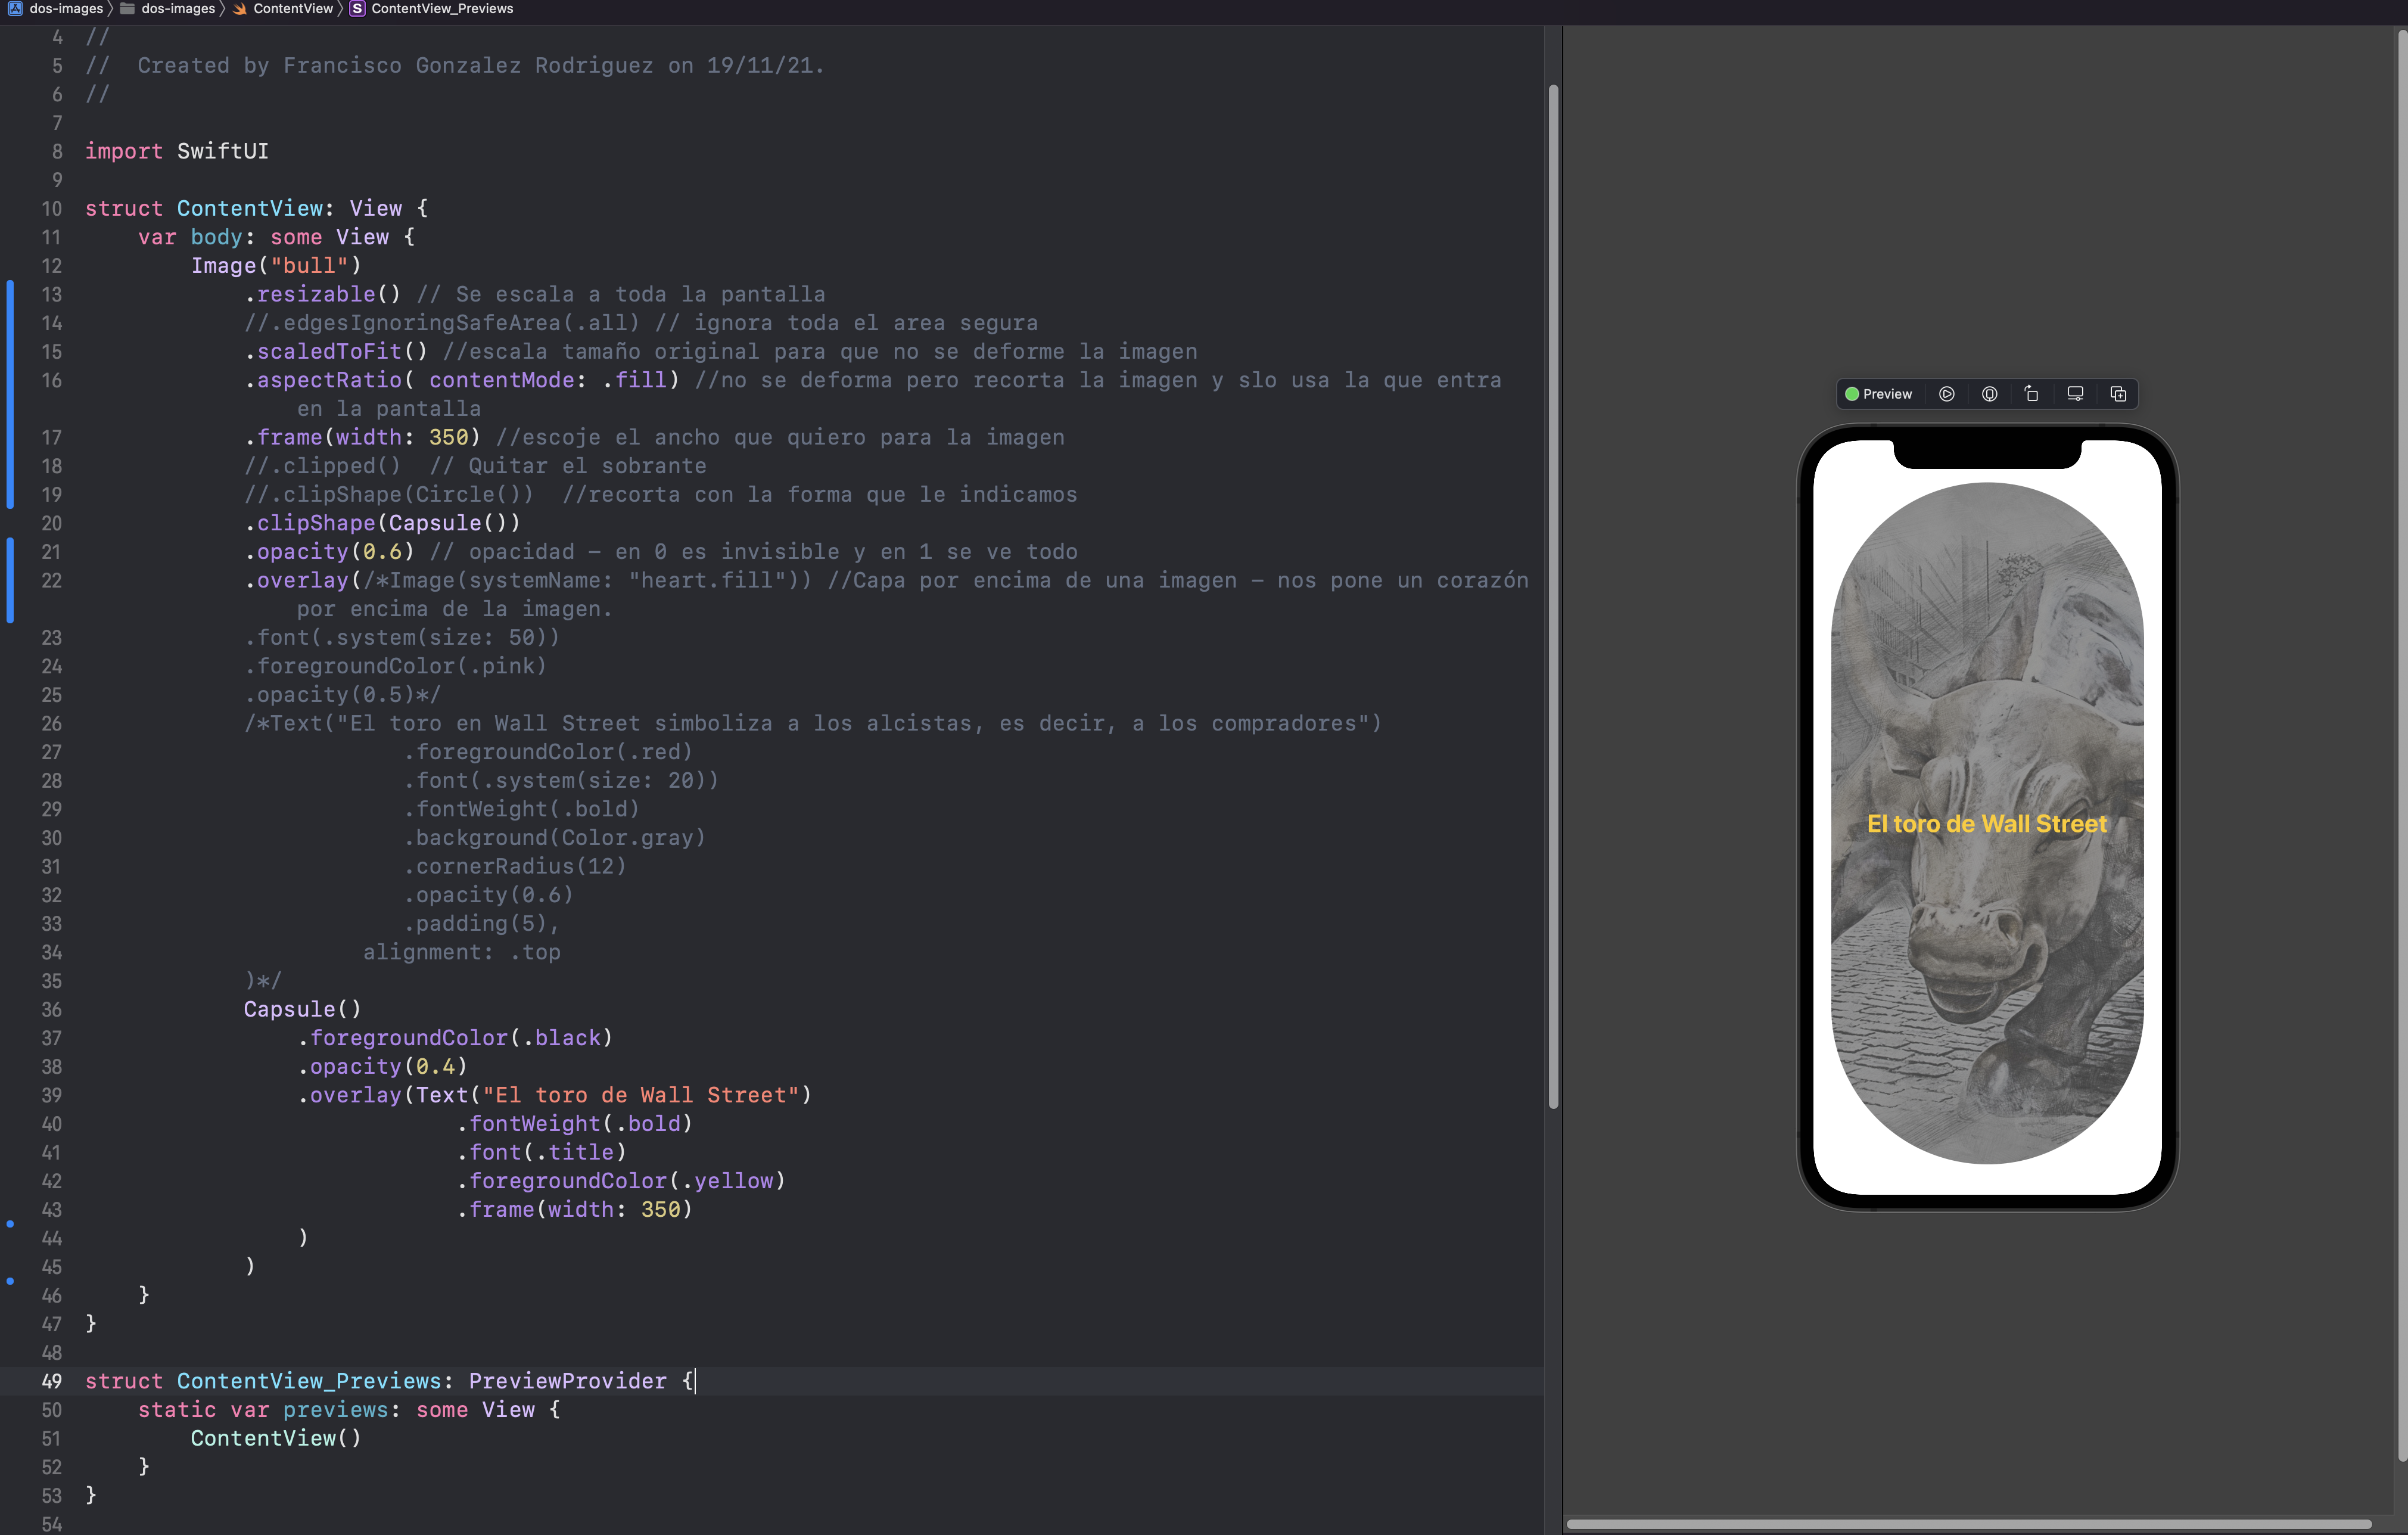 dos-images dos-images ContentView S ContentView_Previews
4 //
5 //  Created by Francisco Gonzalez Rodriguez on 19/11/21.
6 //
7
8 import SwiftUI
9
10 struct ContentView: View {
11     var body: some View {
12         Image("bull")
13             .resizable() // Se escala a toda la pantalla
14             //.edgesIgnoringSafeArea(.all) // ignora toda el area segura
15             .scaledToFit() //escala tamaño original para que no se deforme la imagen
16             .aspectRatio( contentMode: .fill) //no se deforma pero recorta la imagen y slo usa la que entra
en la pantalla
17             .frame(width: 350) //escoje el ancho que quiero para la imagen
18             //.clipped()  // Quitar el sobrante
19             //.clipShape(Circle())  //recorta con la forma que le indicamos
20             .clipShape(Capsule())
21             .opacity(0.6) // opacidad — en 0 es invisible y en 1 se ve todo
22             .overlay(/*Image(systemName: "heart.fill")) //Capa por encima de una imagen — nos pone un corazón
por encima de la imagen.
23             .font(.system(size: 50))
24             .foregroundColor(.pink)
25             .opacity(0.5)*/
26             /*Text("El toro en Wall Street simboliza a los alcistas, es decir, a los compradores")
27                         .foregroundColor(.red)
28                         .font(.system(size: 20))
29                         .fontWeight(.bold)
30                         .background(Color.gray)
31                         .cornerRadius(12)
32                         .opacity(0.6)
33                         .padding(5),
34                      alignment: .top
35             )*/
36             Capsule()
37                 .foregroundColor(.black)
38                 .opacity(0.4)
39                 .overlay(Text("El toro de Wall Street")
40                             .fontWeight(.bold)
41                             .font(.title)
42                             .foregroundColor(.yellow)
43                             .frame(width: 350)
44                 )
45             )
46     }
47 }
48
49 struct ContentView_Previews: PreviewProvider {
50     static var previews: some View {
51         ContentView()
52     }
53 }
54
Preview
El toro de Wall Street